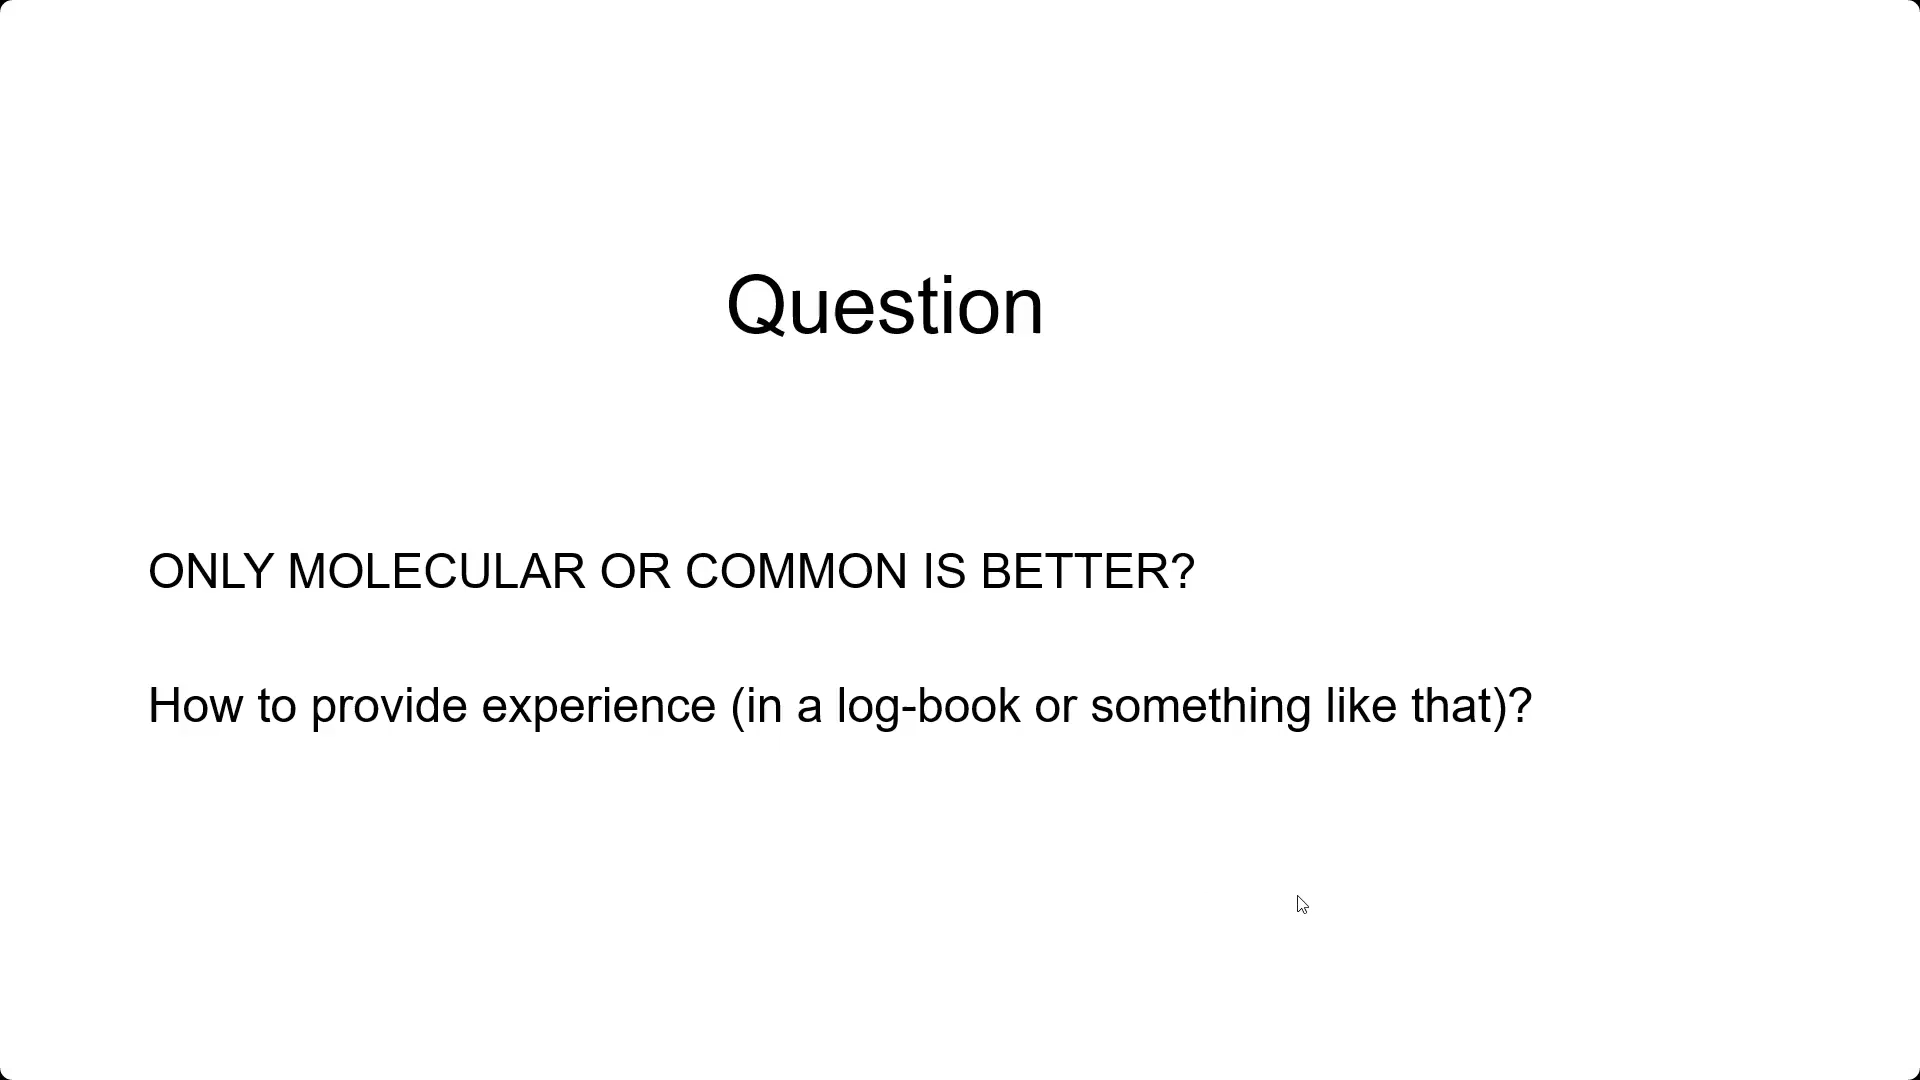 Question
ONLY MOLECULAR OR COMMON IS BETTER?
How to provide experience (in a log-book or something like that)?